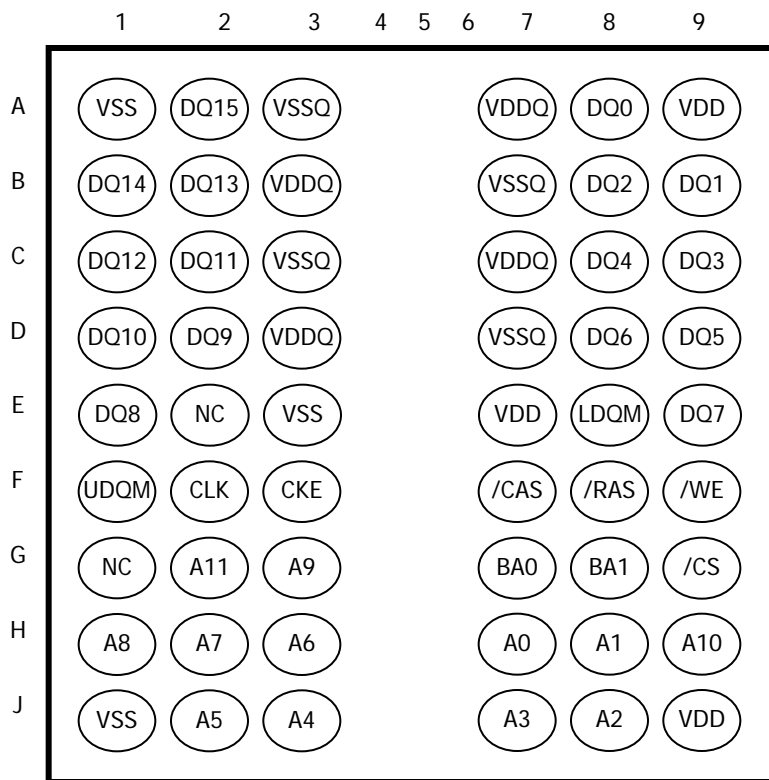 1 2 3 4 5 6 7 8 9
A VSS DQ15 VSSQ VDDQ DQ0 VDD
B DQ14 DQ13 VDDQ VSSQ DQ2 DQ1
C DQ12 DQ11 VSSQ VDDQ DQ4 DQ3
D DQ10 DQ9 VDDQ VSSQ DQ6 DQ5
E DQ8 NC VSS VDD LDQM DQ7
F UDQM CLK CKE /CAS /RAS /WE
G NC A11 A9 BA0 BA1 /CS
H A8 A7 A6 A0 A1 A10
J VSS A5 A4 A3 A2 VDD